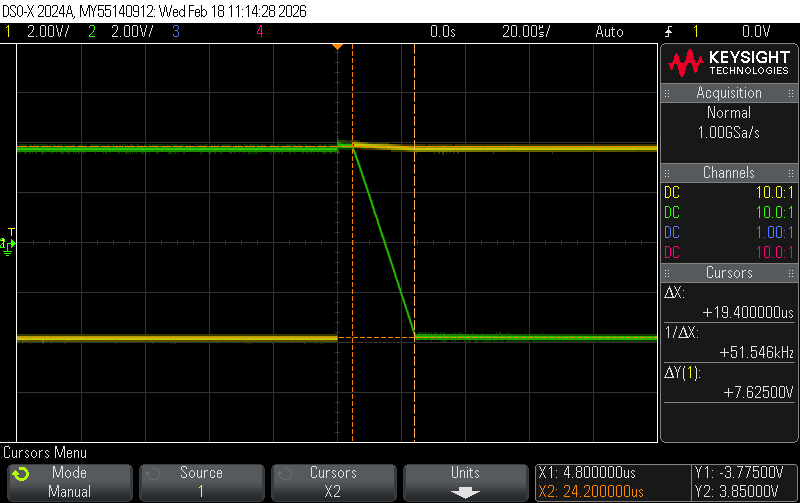 DSO-X 2024A, MY55140912: Wed Feb 18 11:14:28 2026
1 2.00V/ 2 2.00V/ 3 4 0.0s 20.00us/ Auto 1 0.0V
KEYSIGHT
TECHNOLOGIES
Acquisition
Normal
1.00GSa/s
Channels
DC 10.0:1
DC 10.0:1
DC 1.00:1
DC 10.0:1
Cursors
ΔX:
+19.400000us
1/ΔX:
+51.546kHz
ΔY(1):
+7.62500V
T
Cursors Menu
Mode
Manual
Source
1
Cursors
X2
Units
X1: 4.800000us
X2: 24.200000us
Y1: -3.77500V
Y2: 3.85000V